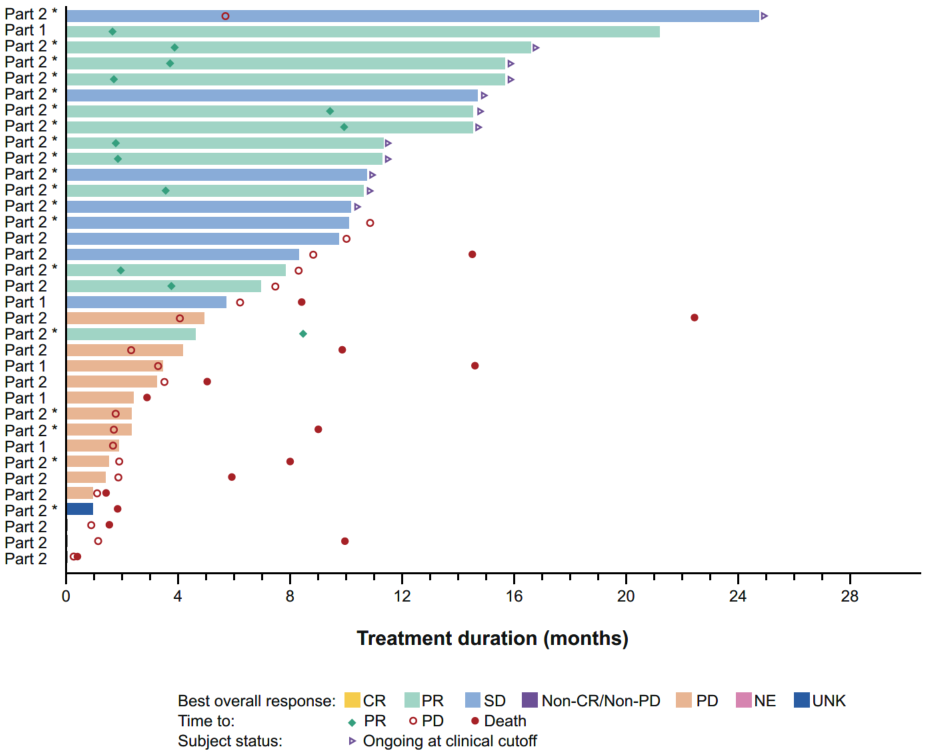 Part 2 *
Part 1
Part 2 *
Part 2 *
Part 2 *
Part 2 *
Part 2 *
Part 2 *
Part 2 *
Part 2 *
Part 2 *
Part 2 *
Part 2 *
Part 2 *
Part 2
Part 2
Part 2 *
Part 2
Part 1
Part 2
Part 2 *
Part 2
Part 1
Part 2
Part 1
Part 2 *
Part 2 *
Part 1
Part 2 *
Part 2
Part 2
Part 2 *
Part 2
Part 2
Part 2
0 4 8 12 16 20 24 28
Treatment duration (months)
Best overall response: CR PR SD Non-CR/Non-PD PD NE UNK
Time to: PR PD Death
Subject status: Ongoing at clinical cutoff